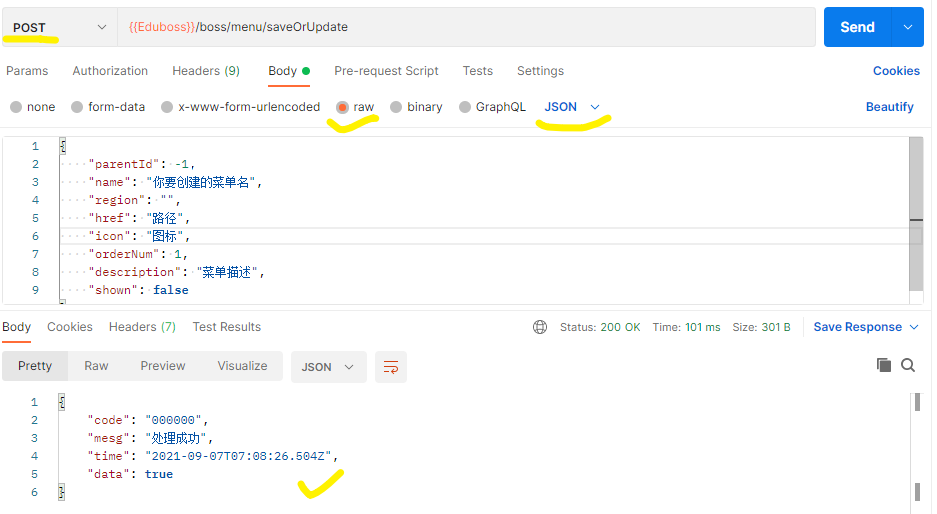 POST {{Eduboss}}/boss/menu/saveOrUpdate Send
Params Authorization Headers (9) Body Pre-request Script Tests Settings Cookies
none form-data x-www-form-urlencoded raw binary GraphQL JSON Beautify
1 {
2 "parentId": -1,
3 "name": "你要创建的菜单名",
4 "region": "",
5 "href": "路径",
6 "icon": "图标",
7 "orderNum": 1,
8 "description": "菜单描述",
9 "shown": false
Body Cookies Headers (7) Test Results Status: 200 OK Time: 101 ms Size: 301 B Save Response
Pretty Raw Preview Visualize JSON
1 {
2 "code": "000000",
3 "mesg": "处理成功",
4 "time": "2021-09-07T07:08:26.504Z",
5 "data": true
6 }